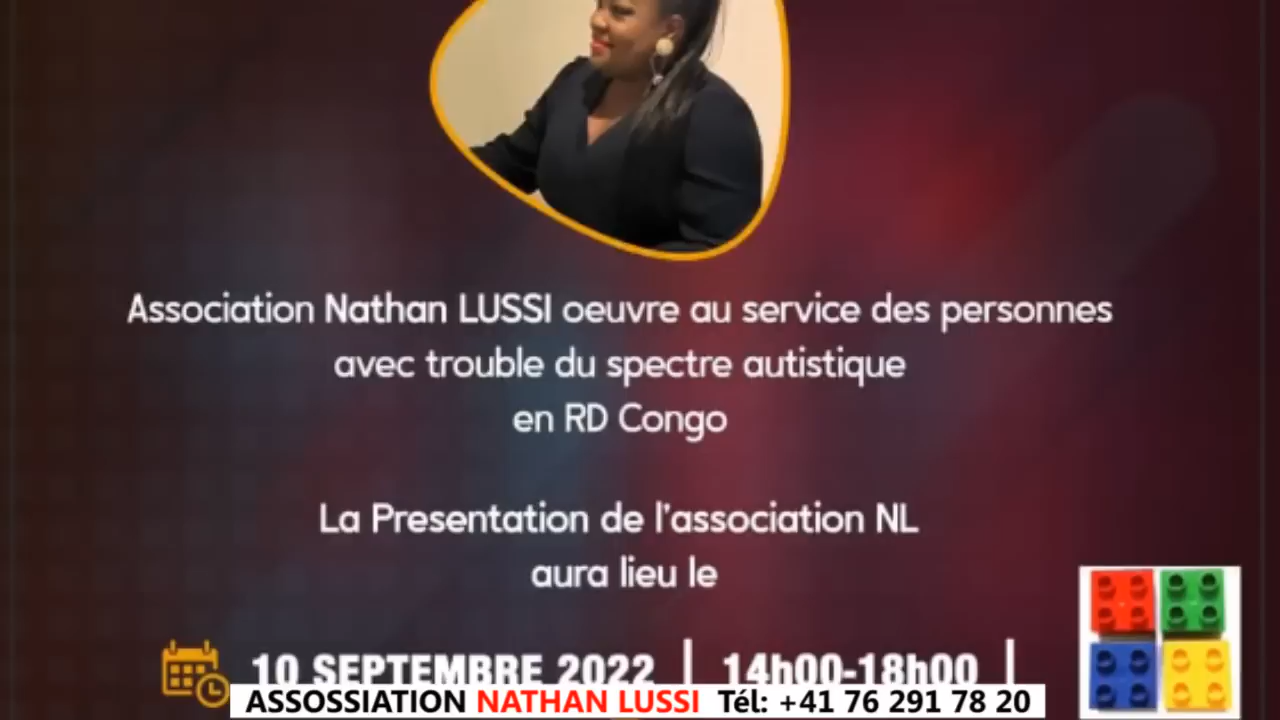 Association Nathan LUSSI oeuvre au service des personnes
avec trouble du spectre autistique
en RD Congo
La Presentation de l'association NL
aura lieu le
10 SEPTEMBRE 2022 | 14h00-18h00 |
ASSOSSIATION NATHAN LUSSI Tél: +41 76 291 78 20